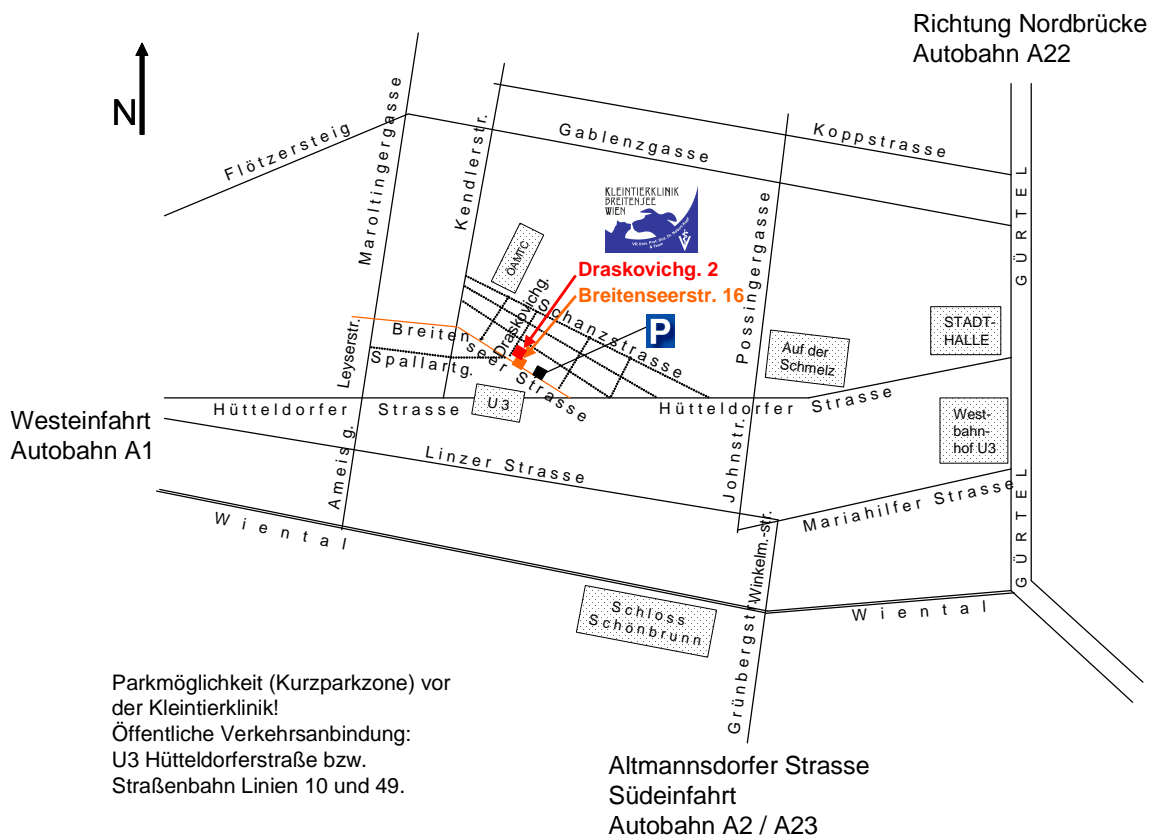 Richtung Nordbrücke
Autobahn A22
N
Flötzersteig
Maroltingergasse
Kendlerstr.
Gablenzgasse
Koppstrasse
GÜRTEL
KLEINTIERKLINIK
BREITENSEE
WIEN
ÖAMTC
Draskovichg. 2
Breitenseerstr. 16
Draskovichg.
Schanzstrasse
P
Possingergasse
Auf der
Schmelz
STADT-
HALLE
Leyserstr.
Breitenseer Strasse
Spallartg.
U 3
Hütteldorfer Strasse
Hütteldorfer Strasse
Westeinfahrt
Autobahn A1
West-
bahn-
hof U3
Linzer Strasse
Ameisg.
Johnstr.
Mariahilfer Strasse
GÜRTEL
Wiental
Winkelm.-str.
Schloss
Schönbrunn
Wiental
Grünbergstr.
Parkmöglichkeit (Kurzparkzone) vor
der Kleintierklinik!
Öffentliche Verkehrsanbindung:
U3 Hütteldorferstraße bzw.
Straßenbahn Linien 10 und 49.
Altmannsdorfer Strasse
Südeinfahrt
Autobahn A2 / A23